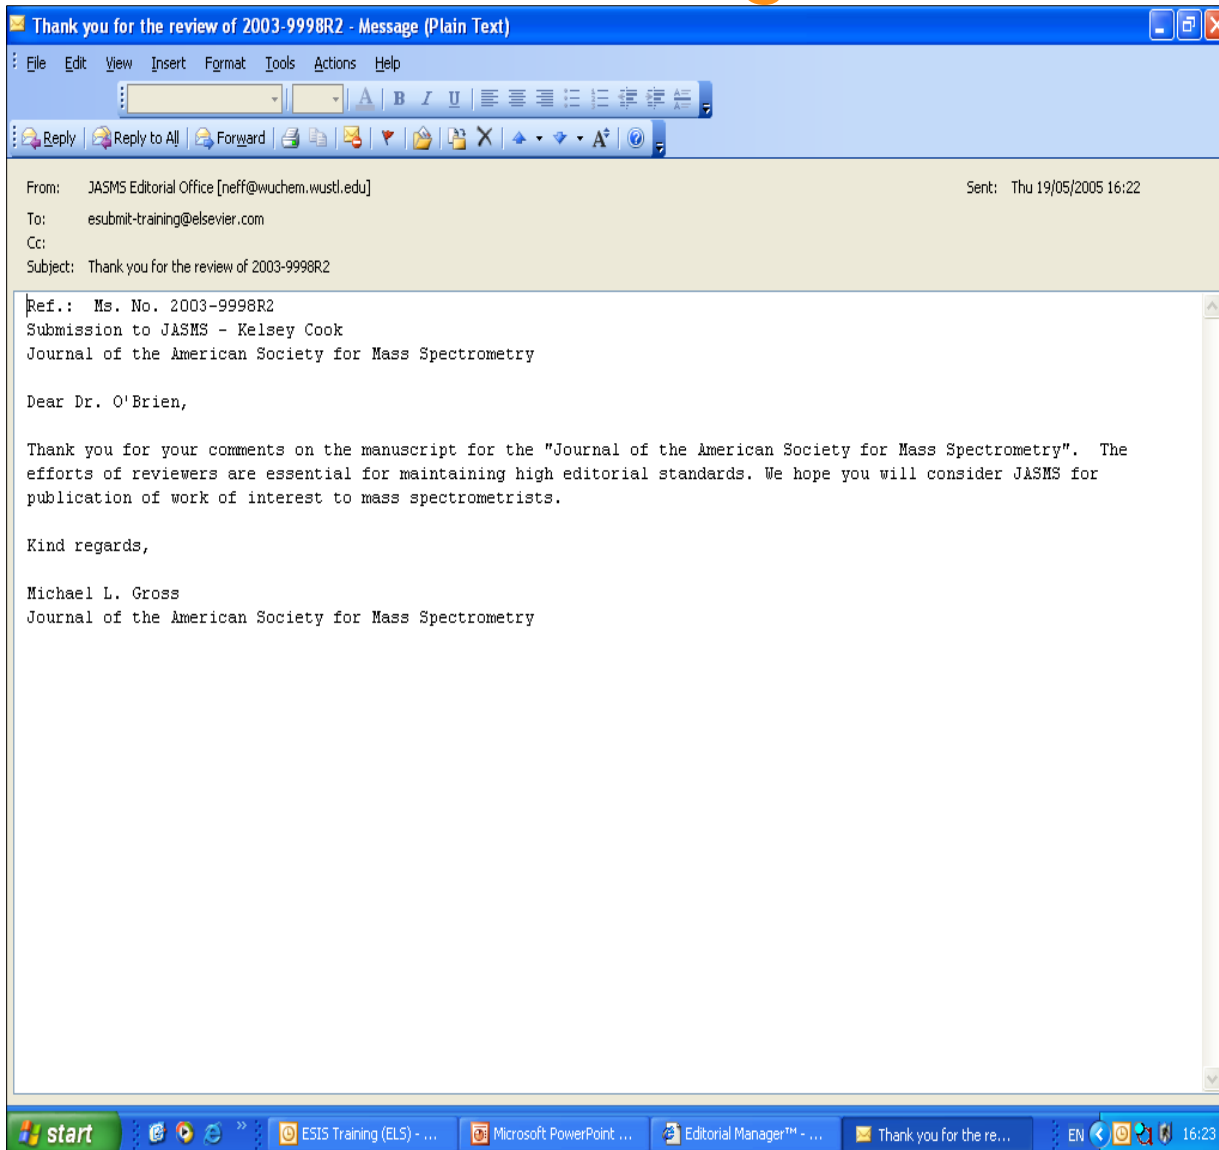 Thank you for the review of 2003-9998R2 - Message (Plain Text)
File Edit View Insert Format Tools Actions Help
A B I U
Reply Reply to All Forward
From: JASMS Editorial Office [neff@wuchem.wustl.edu] Sent: Thu 19/05/2005 16:22
To: esubmit-training@elsevier.com
Cc:
Subject: Thank you for the review of 2003-9998R2
Ref.: Ms. No. 2003-9998R2
Submission to JASMS - Kelsey Cook
Journal of the American Society for Mass Spectrometry
Dear Dr. O'Brien,
Thank you for your comments on the manuscript for the "Journal of the American Society for Mass Spectrometry". The
efforts of reviewers are essential for maintaining high editorial standards. We hope you will consider JASMS for
publication of work of interest to mass spectrometrists.
Kind regards,
Michael L. Gross
Journal of the American Society for Mass Spectrometry
start ESIS Training (ELS) - ... Microsoft PowerPoint ... Editorial Manager™ - ... Thank you for the re... EN 16:23